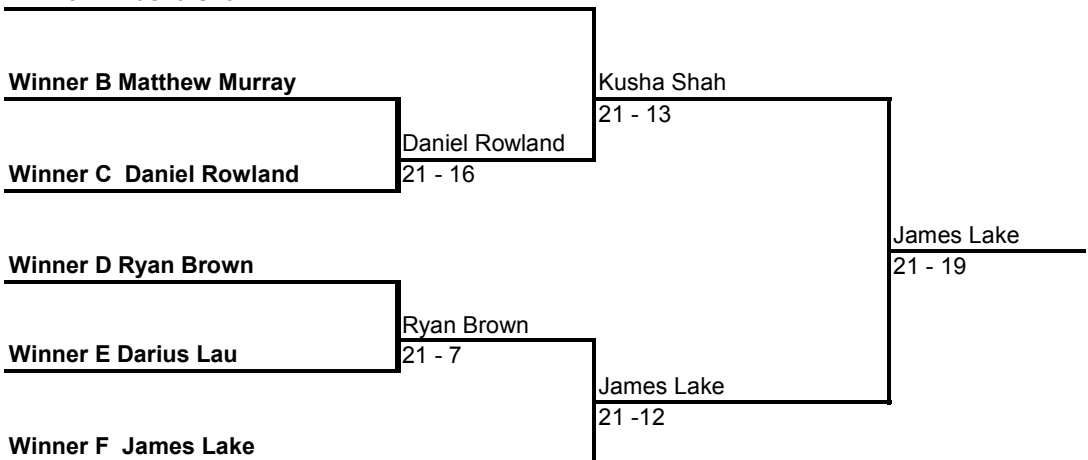 Winner B Matthew Murray
Kusha Shah
21 - 13
Daniel Rowland
Winner C  Daniel Rowland
21 - 16
James Lake
Winner D Ryan Brown
21 - 19
Ryan Brown
Winner E Darius Lau
21 - 7
James Lake
21 -12
Winner F  James Lake